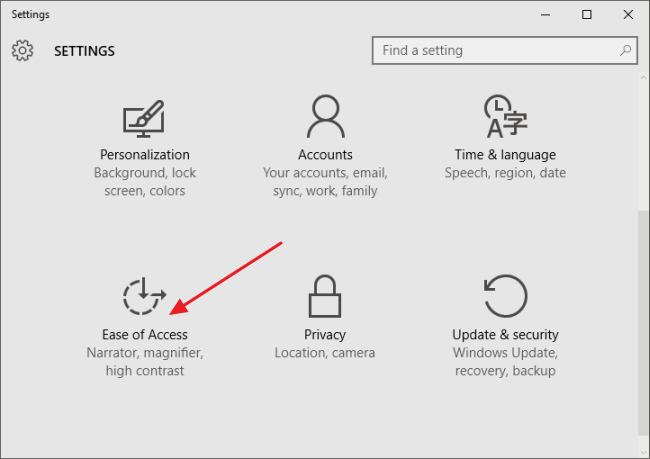 Settings
SETTINGS
Find a setting
Personalization
Background, lock
screen, colors
Accounts
Your accounts, email,
sync, work, family
Time & language
Speech, region, date
Ease of Access
Narrator, magnifier,
high contrast
Privacy
Location, camera
Update & security
Windows Update,
recovery, backup